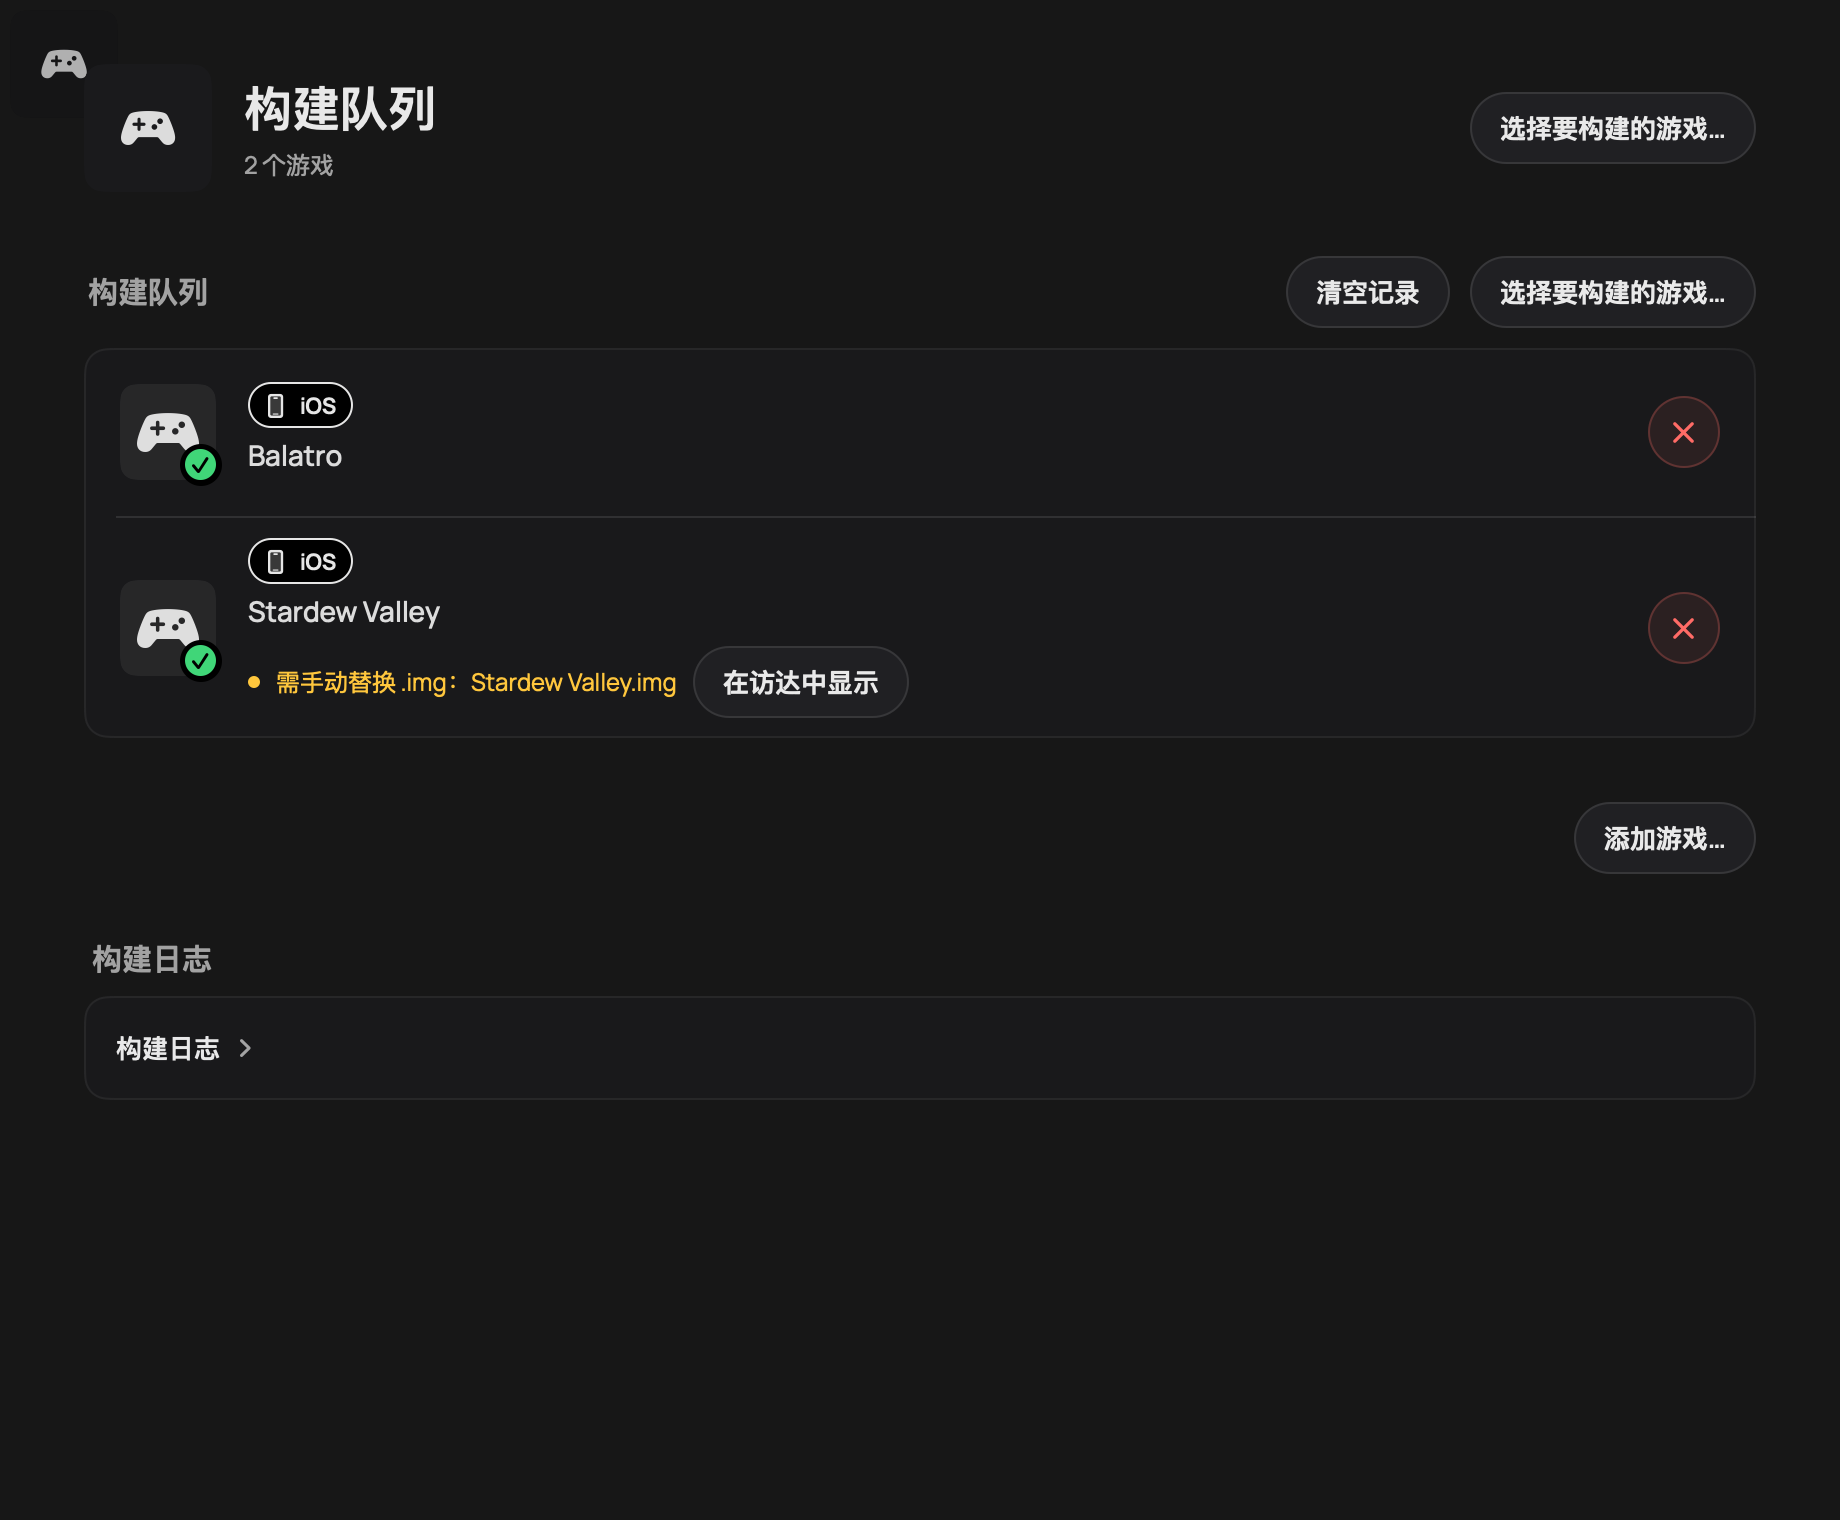 构建队列
2 个游戏
选择要构建的游戏...
构建队列
清空记录
选择要构建的游戏...
iOS
Balatro
iOS
Stardew Valley
需手动替换 .img：Stardew Valley.img
在访达中显示
添加游戏...
构建日志
构建日志